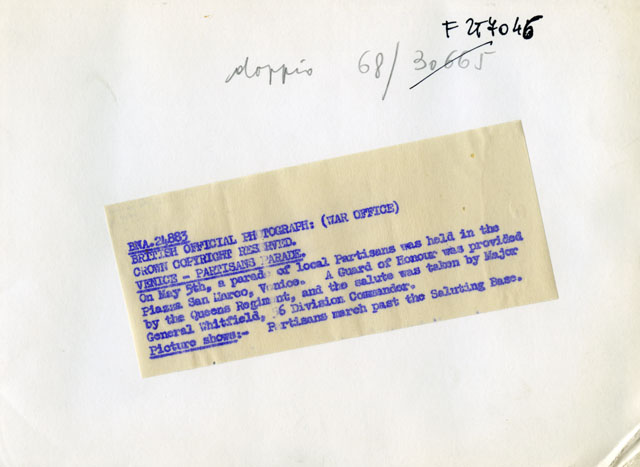 F 257045
doppio 68/30665
BNA.24883
BRITISH OFFICIAL PHOTOGRAPH: (WAR OFFICE)
CROWN COPYRIGHT RESERVED.
VENICE - PARTISANS PARADE.
On May 5th, a parade of local Partisans was held in the
Piazza San Marco, Venice. A Guard of Honour was provided
by the Queens Regiment, and the salute was taken by Major
General Whitfield, 56 Division Commander.
Picture shows:- Partisans march past the Saluting Base.